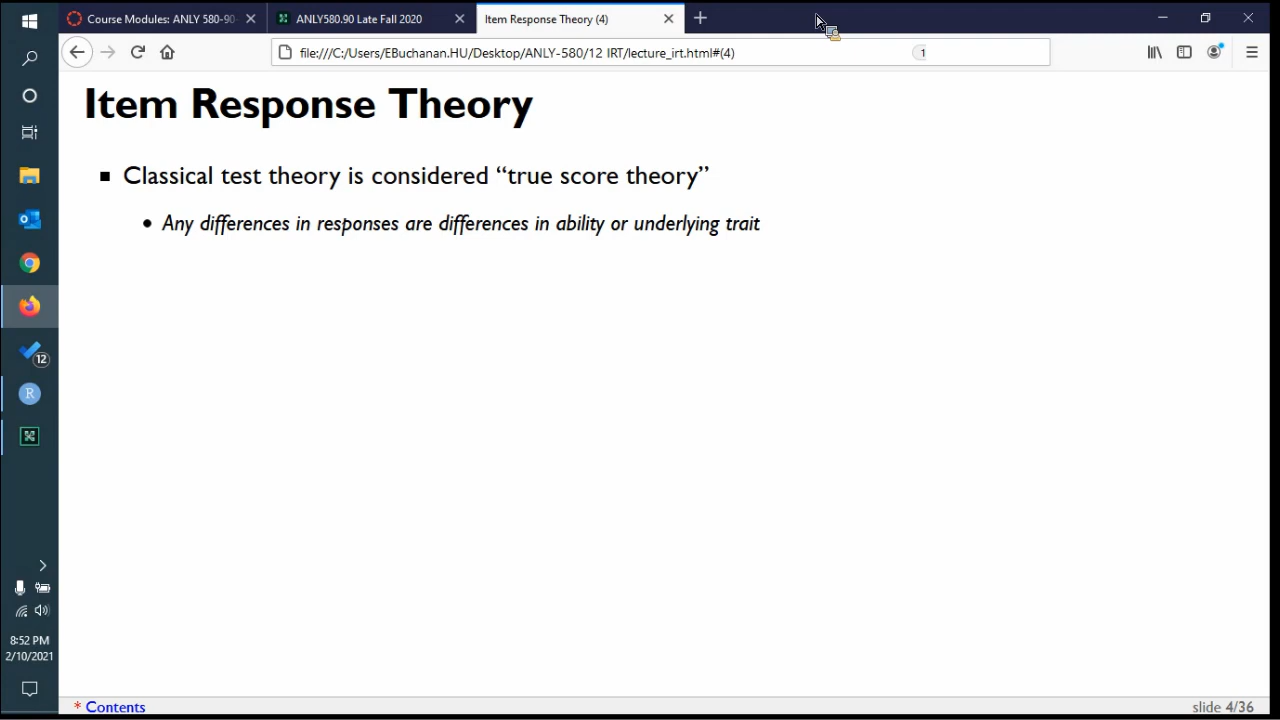 Course Modules: ANLY 580-90-
ANLY580.90 Late Fall 2020
Item Response Theory (4)
file:///C:/Users/EBuchanan.HU/Desktop/ANLY-580/12 IRT/lecture_irt.html#(4)
1
Item Response Theory
Classical test theory is considered “true score theory”
Any differences in responses are differences in ability or underlying trait
12
R
8:52 PM
2/10/2021
* Contents
slide 4/36